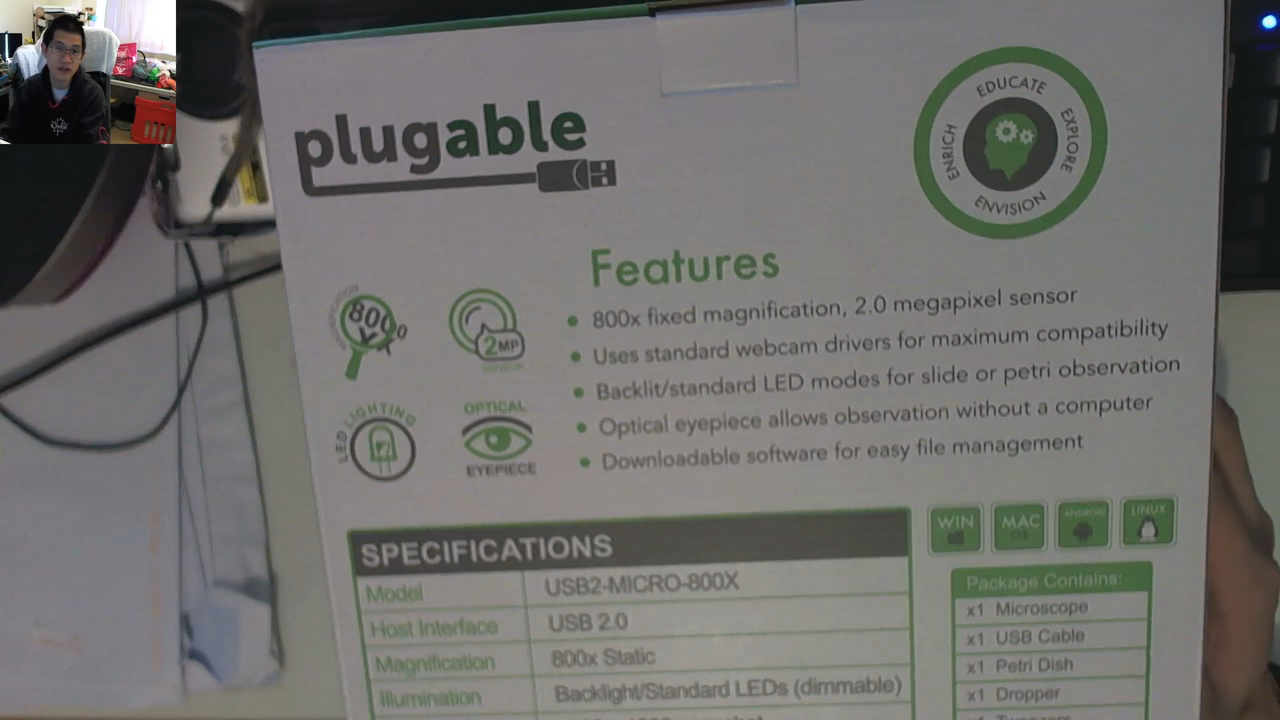 plugable
EDUCATE
EXPLORE
ENVISION
ENRICH
Features
800x fixed magnification, 2.0 megapixel sensor
Uses standard webcam drivers for maximum compatibility
Backlit/standard LED modes for slide or petri observation
Optical eyepiece allows observation without a computer
Downloadable software for easy file management
2MP
SENSOR
LED LIGHTING
OPTICAL
EYEPIECE
WIN
MAC
OS
ANDROID
LINUX
SPECIFICATIONS
Model USB2-MICRO-800X
Host Interface USB 2.0
Magnification 800x Static
Illumination Backlight/Standard LEDs (dimmable)
Package Contains:
x1 Microscope
x1 USB Cable
x1 Petri Dish
x1 Dropper